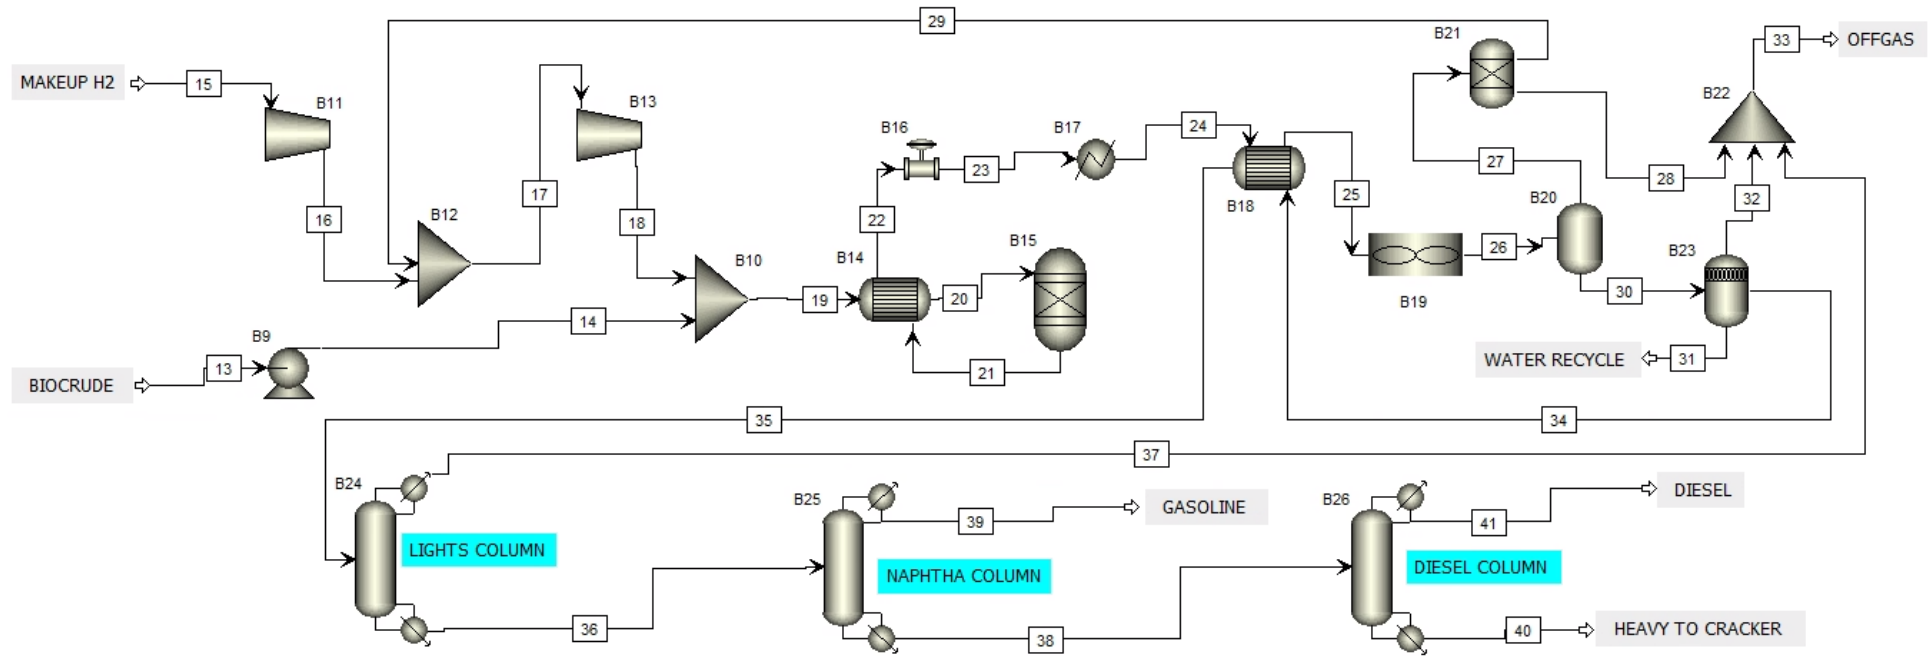 29
B21
33
OFFGAS
MAKEUP H2
15
B11
B13
B22
B16
B17
24
23
27
28
17
25
32
16
B12
18
22
B18
B20
B14
B15
26
B23
B10
20
19
30
B19
14
B9
21
WATER RECYCLE
31
13
BIOCRUDE
35
34
37
B24
B25
39
GASOLINE
B26
41
DIESEL
LIGHTS COLUMN
NAPHTHA COLUMN
DIESEL COLUMN
36
38
40
HEAVY TO CRACKER